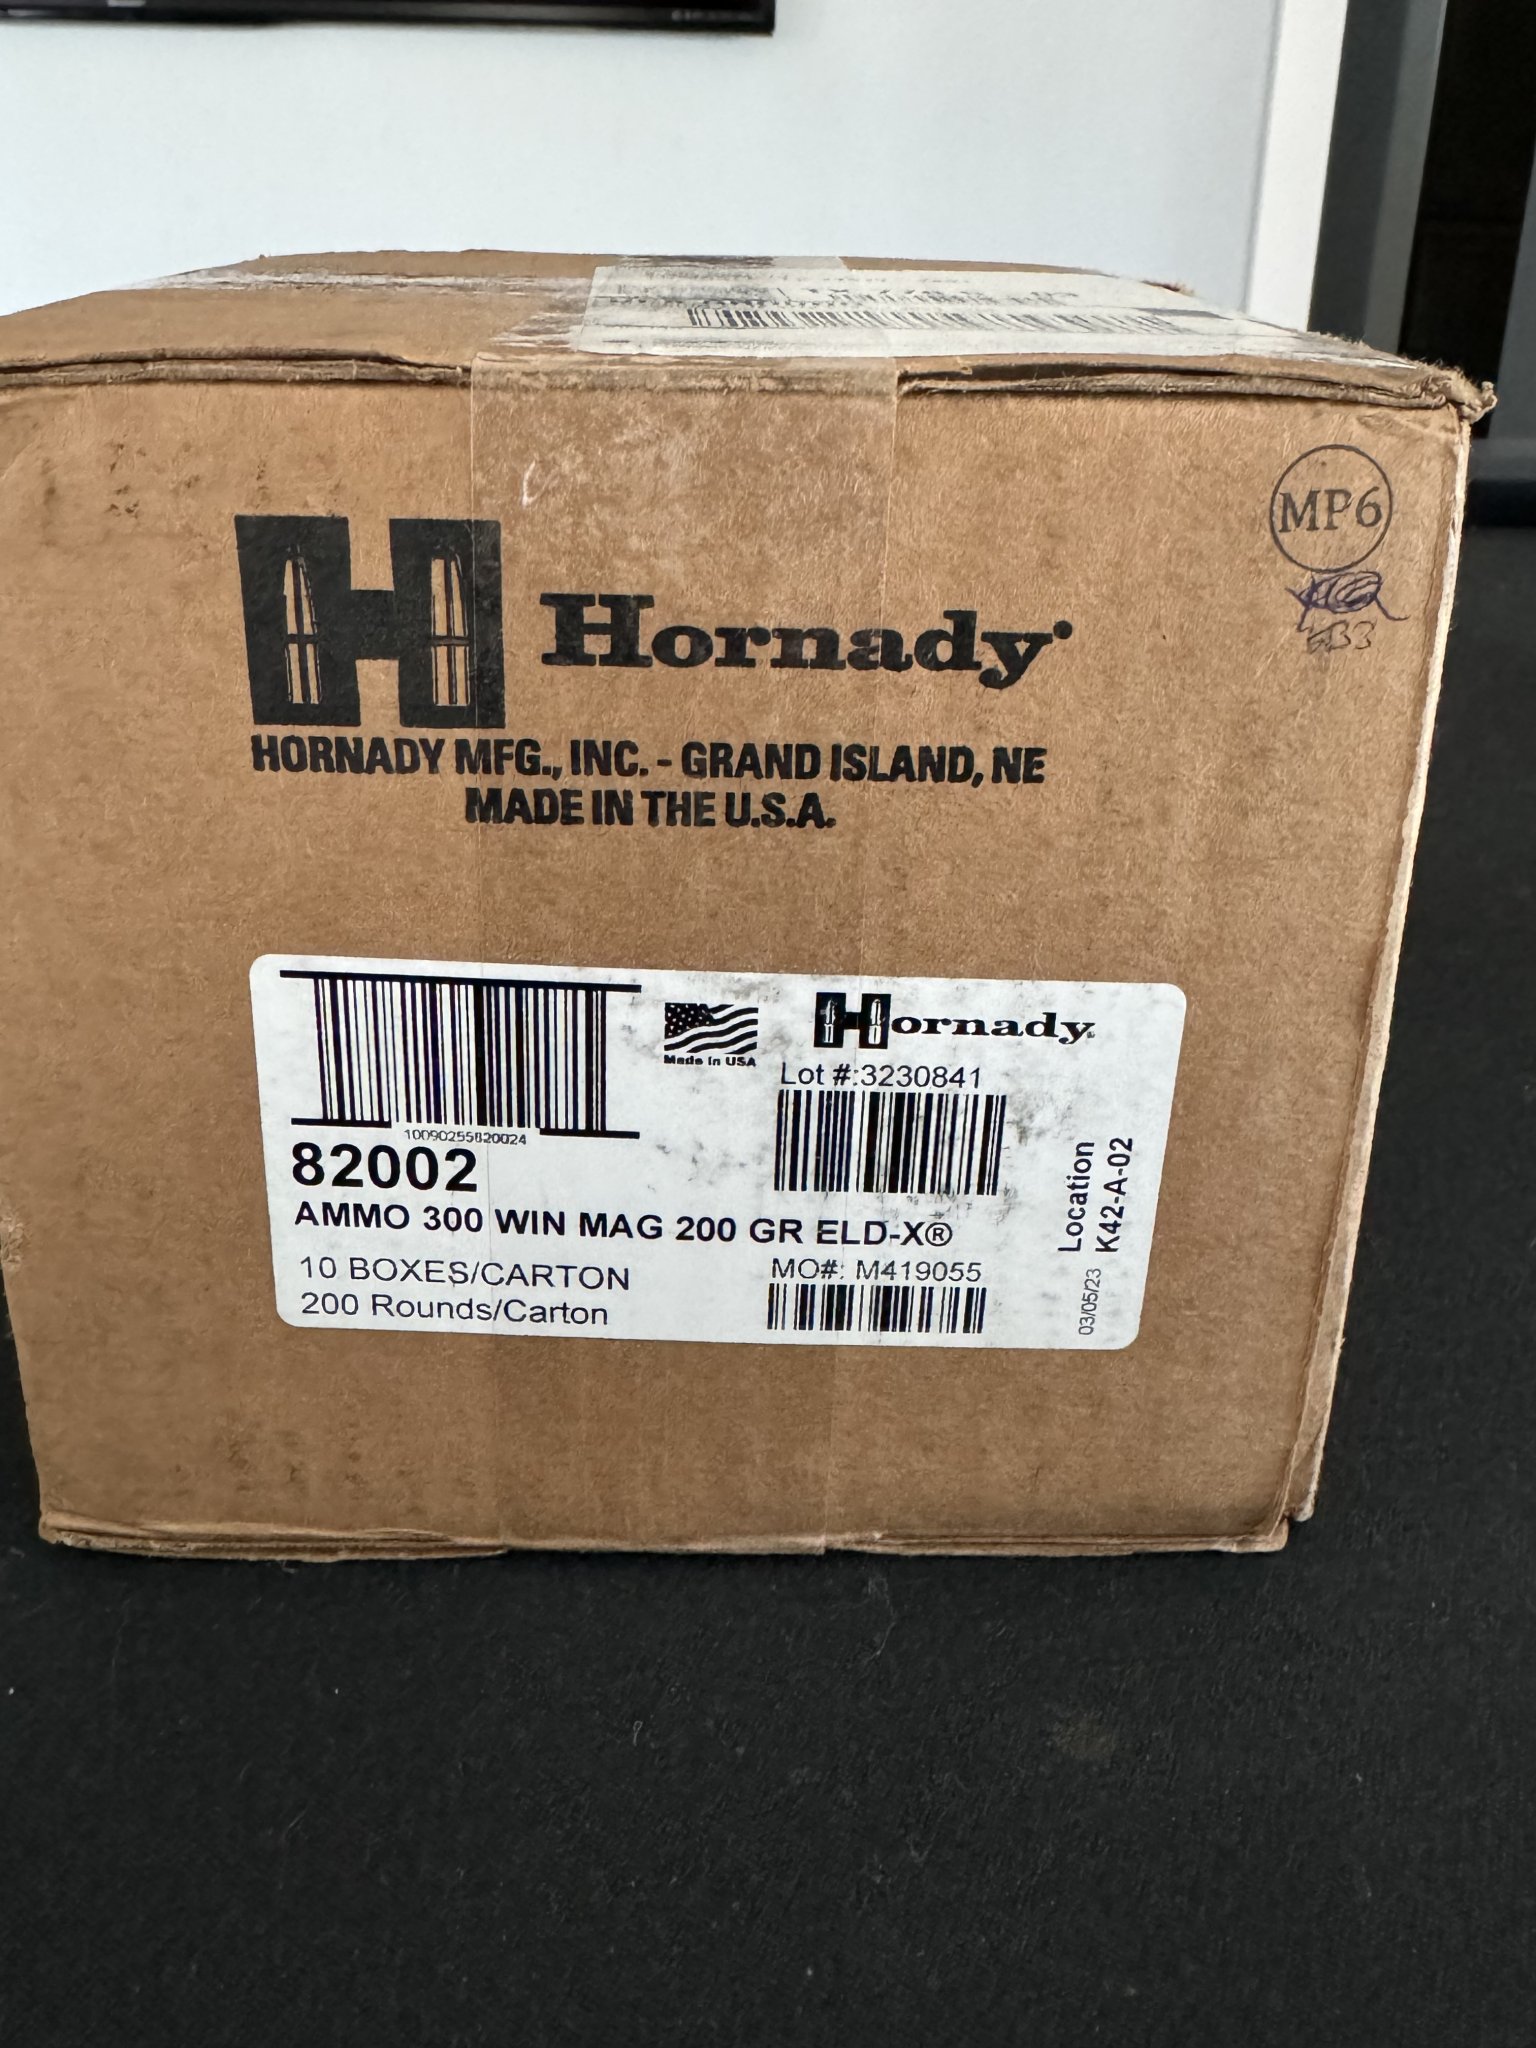 MP6
Hornady
HORNADY MFG., INC. - GRAND ISLAND, NE
MADE IN THE U.S.A.
Made in USA
Hornady
Lot #:3230841
10090255820024
82002
AMMO 300 WIN MAG 200 GR ELD-X®
10 BOXES/CARTON
200 Rounds/Carton
MO#: M419055
Location
K42-A-02
03/05/23